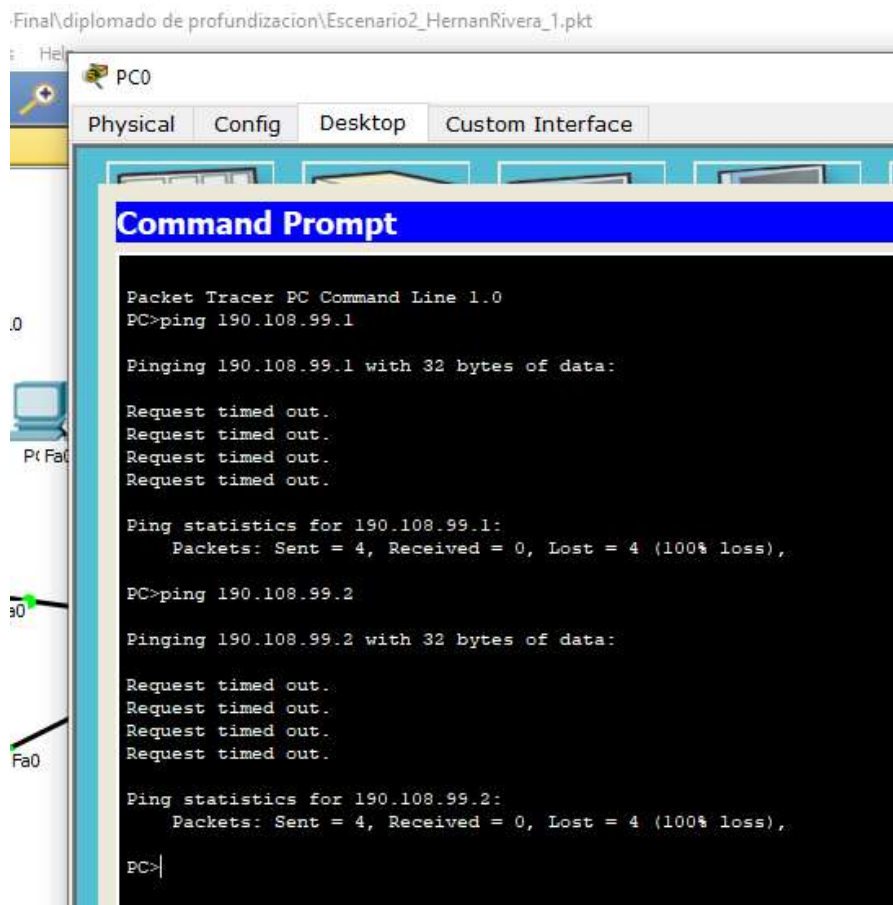 -Final\diplomado de profundizacion\Escenario2_HernanRivera_1.pkt
Help
PC0
Physical Config Desktop Custom Interface
Command Prompt
Packet Tracer PC Command Line 1.0
PC>ping 190.108.99.1
Pinging 190.108.99.1 with 32 bytes of data:
Request timed out.
Request timed out.
Request timed out.
Request timed out.
Ping statistics for 190.108.99.1:
Packets: Sent = 4, Received = 0, Lost = 4 (100% loss),
PC>ping 190.108.99.2
Pinging 190.108.99.2 with 32 bytes of data:
Request timed out.
Request timed out.
Request timed out.
Request timed out.
Ping statistics for 190.108.99.2:
Packets: Sent = 4, Received = 0, Lost = 4 (100% loss),
PC>
.0
Fa0